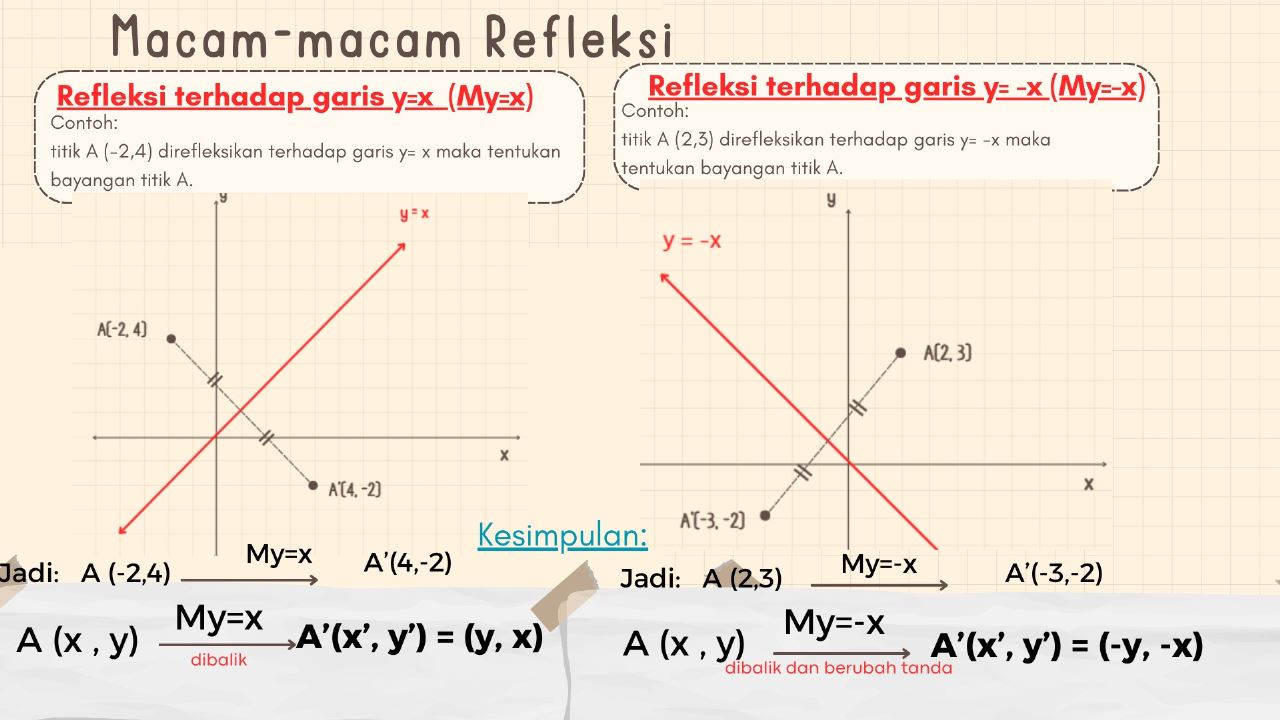 Macam-macam Refleksi
Refleksi terhadap garis y=x (My=x)
Contoh:
titik A (-2,4) direfleksikan terhadap garis y= x maka tentukan
bayangan titik A.
y
y = x
A(-2, 4)
x
A'(4, -2)
Refleksi terhadap garis y= -x (My=-x)
Contoh:
titik A (2,3) direfleksikan terhadap garis y= -x maka
tentukan bayangan titik A.
y
y = -x
A(2, 3)
x
A'(-3, -2)
Kesimpulan:
Jadi: A (-2,4) My=x A'(4,-2)
A (x , y) My=x A'(x', y') = (y, x)
dibalik
Jadi: A (2,3) My=-x A'(-3,-2)
A (x , y) My=-x A'(x', y') = (-y, -x)
dibalik dan berubah tanda